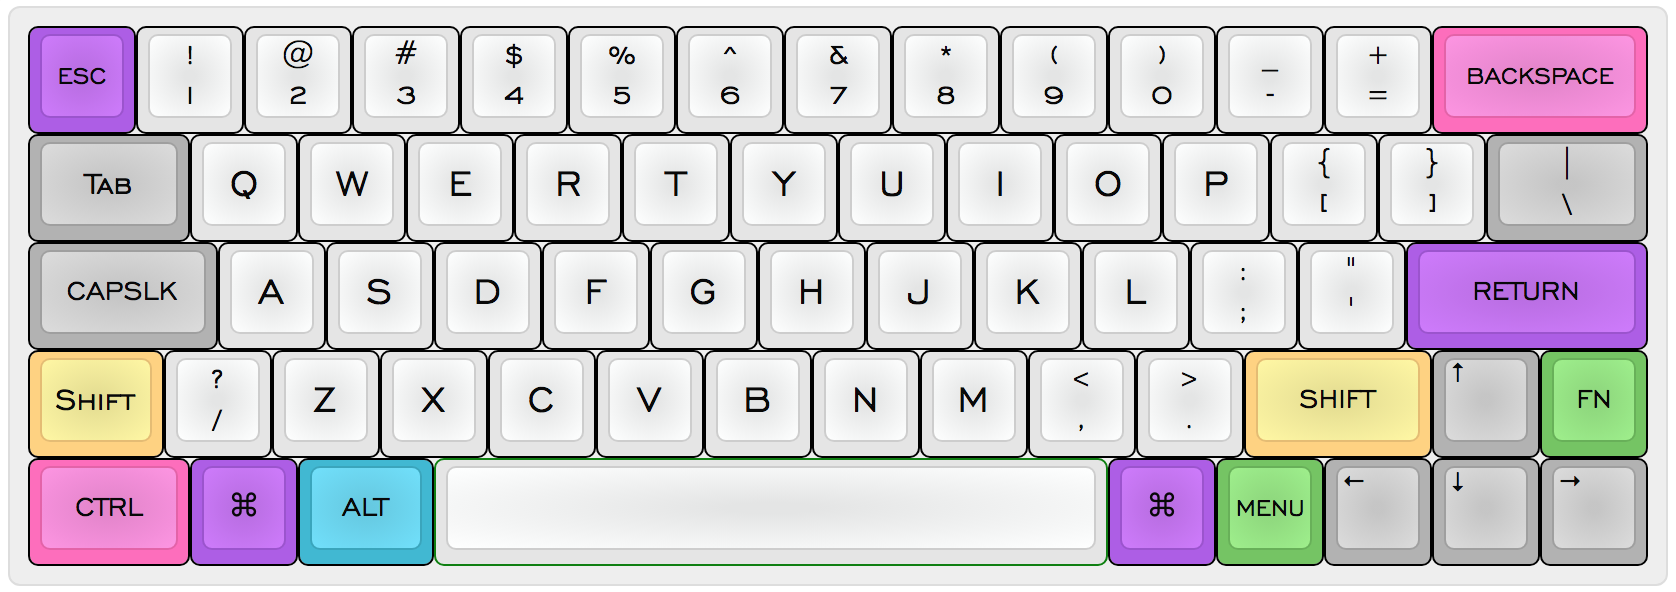 ESC ! 1 @ 2 # 3 $ 4 % 5 ^ 6 & 7 * 8 ( 9 ) 0 _ - + = BACKSPACE
TAB Q W E R T Y U I O P { [ } ] | \
CAPSLK A S D F G H J K L : ; " ' RETURN
SHIFT ? / Z X C V B N M < , > . SHIFT ↑ FN
CTRL ⌘ ALT ⌘ MENU ← ↓ →